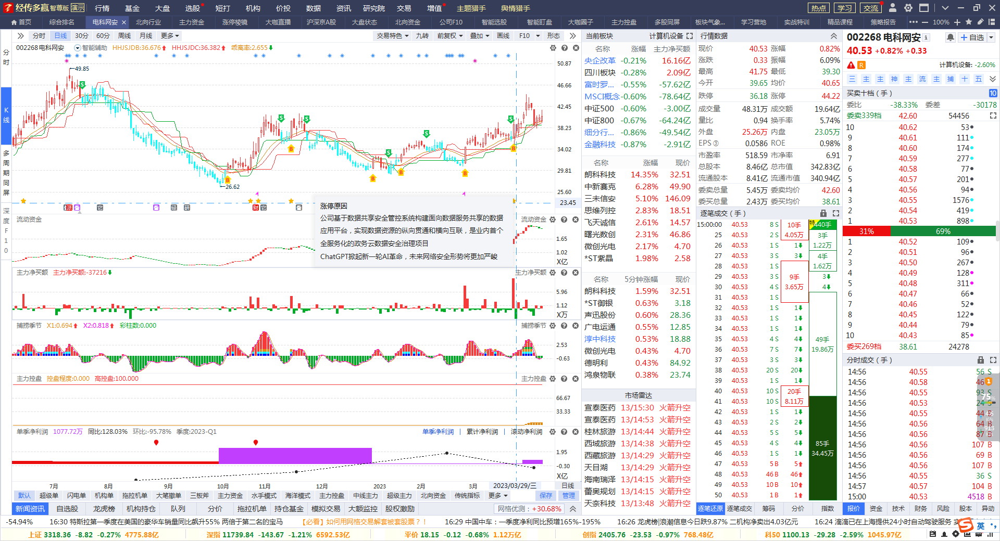 经传多赢 智尊版 演示 行情 基金 大盘 选股 短打 机构 价投 数据 资讯 研究院 交易 增值 主题猎手 舆情猎手 热点 学习 交流
首页 综合排名 电科网安 北向行业 主力资金 涨停棱镜 大咖直播 沪深京A股 大盘状态 北向资金 公司F10 智能选股 智能盯盘 大咖圈子 主力控盘 多股同屏 板块气象... 学习营地 实战特训 精品课程 策略报告 100%
分时 日线 30分 60分 周线 月线 更多 交易特色 九转 前复权 叠加 画线 F10 形态
002268 电科网安 智能辅助 HHJSJDB:36.676 HHJSJDC:36.382 乖离率:2.655
分时
K线
多周期同屏
深度F10
49.85
26.62
50.87
46.66
42.45
38.23
34.02
29.81
25.60
23.45
涨停原因
公司基于数据共享安全管控系统构建面向数据服务共享的数据
应用平台，实现数据资源的纵向贯通和横向互联，是业内首个
全服务化的政务云数据安全治理项目
ChatGPT掀起新一轮AI革命，未来网络安全形势将更加严峻
流动资金 流动资金
1.65
1.02
X亿
主力净买额 主力净买额:-37216 主力净买额
5.96
1.12
X万
捕捞季节 X1:0.694 X2:0.818 彩柱数:0.000 捕捞季节
2.53
-0.63
主力控盘 控盘程度:0.000 高控盘:100.000 主力控盘
66.67
33.33
单季净利润 1077.72万 同比:128.03% 环比:-95.78% 季度:2023-Q1 单季净利润 | 累计净利润 | 滚动净利润
1.95
-0.30
X亿
7月 8月 9月 10月 11月 12月 2023 2月 3月 2023/03/29/三 日线
默认 超级单 闪电单 机构单 拖拉机单 大笔撤单 三板斧 主力资金 水手模式 海洋模式 主力控盘 中线主力 超级主力 北向资金 传统指标 更多 保存 管理
新闻资讯 自选股 龙虎榜 机构持仓 队列 分价 拖拉机单 持仓基金 模拟交易 大额监控 股权激励 网格优测：+30.68%
当前板块 计算机设备
名称 涨幅 主力净买额
央企改革 -0.21% 16.16亿
四川板块 -0.28% 2.09亿
富时罗... -0.55% -57.62亿
MSCI概念 -0.60% -78.64亿
中证500 -0.60% -3.00亿
中证800 -0.67% -64.24亿
细分行... -0.86% -49.54亿
金融科技 -0.87% -2.91亿
名称 涨幅 现价
朗科科技 14.35% 32.51
中新赛克 6.28% 49.90
三未信安 5.10% 146.09
思维列控 2.83% 18.51
飞天诚信 2.61% 14.57
曙光数创 2.31% 46.86
微创光电 2.17% 4.70
*ST紫晶 1.98% 2.58
名称 5分钟涨幅 现价
朗科科技 1.59% 32.51
*ST御银 0.63% 3.18
声迅股份 0.60% 28.36
广电运通 0.55% 12.85
淳中科技 0.53% 18.88
微创光电 0.43% 4.70
德明利 0.43% 84.92
鸿泉物联 0.38% 23.74
市场雷达
宣泰医药 13/15:30 火箭升空
宣泰医药 13/14:53 火箭升空
桂林旅游 13/14:44 火箭升空
西域旅游 13/14:38 火箭升空
西藏旅游 13/14:29 火箭升空
天目湖 13/14:29 火箭升空
海南瑞泽 13/14:15 火箭升空
蕾奥规划 13/14:15 火箭升空
天奈科技 13/13:48 火箭升空
行情数据
现价 40.53 涨幅 0.82%
涨跌 0.33 振幅 6.09%
最高 41.75 最低 39.30
今开 39.65 均价 40.65
跌停 36.18 涨停 44.22
成交量 48.31万 成交额 19.64亿
量比 0.94 换手率 5.74%
外盘 25.26万 内盘 23.05万
EPS③ 0.0586 ROE 0.98%
市盈率 518.59 市净率 6.91
总股本 8.46亿 总市值 342.83亿
流通股本 8.41亿 流通市值 340.94亿
委卖总量 5.45万 委卖均价 42.60
委买总量 2.43万 委买均价 38.61
逐笔成交（手）
15:00:00 40.53 8 S
25 40.53 2 S
26 40.53 1 S 1
27 40.53 3 S 3
28 40.53 1 S
29 40.53 3 S
30 40.53 4 S
31 40.53 1 S
32 40.53 1 S 1
33 40.53 1 S 1
34 40.53 1 S 1
35 40.53 4 S 4
36 40.53 7 S 7
37 40.53 3 S 3
38 40.53 20 S 20
39 40.53 1 S 1
40 40.53 10 S
41 40.53 10 S
42 40.53 1 S 1
43 40.53 2 S 2
44 40.53 5 S 5
45 40.53 4 S 4
46 40.53 1 S 1
47 40.53 5 B 5
48 40.53 46 B 46
49 40.53 10 B 10
50 40.53 1 B 1
10手
4.05万
9手
3.65万
20手
8.11万
特 440手
3手
1.22万
4手
1.62万
3
4
49手
19.86万
85手
34.45万
逐笔还原 逐笔成交 筹码 分价 指数
002268 电科网安 自选
40.53 +0.82% +0.33
R 计算机设备: -2.60%
三 主 主 神 主 流 主 捕 十 五
买卖十档（手） 10
委比 -38.33% 委差 -30178
委卖339档 42.60 54456
10 40.62 53
9 40.61 111
8 40.60 174
7 40.59 277
6 40.58 77
5 40.57 201
4 40.56 94
3 40.55 1576
2 40.54 419
1 40.53 898
31% 69%
1 40.52 109
2 40.51 96
3 40.50 267
4 40.49 128
5 40.48 311
6 40.47 66
7 40.46 52
8 40.45 122
9 40.44 79
10 40.43 85
委买269档 38.61 24278
分时成交（手）
14:56 40.55 56 S
14:56 40.58 46
14:56 40.55 93 S
14:56 40.53 24 S
14:56 40.55 44 B
14:56 40.56 64 B
14:56 40.56 87 B
14:56 40.56 107 B
14:56 40.56 69 B
14:56 40.56 107 B
14:56 40.55 36 S
14:57 40.57 104 B
15:00 40.53 4518 B
报价 资金 技术 财务 风险 股本 异动
-54.94% 16:30 特斯拉第一季度在美国的豪华车销量同比飙升55% 两倍于第二名的宝马 【必看】如何用网格交易解套被套股票？！ 16:29 中国中车：一季度净利同比预增165%-195% 16:26 龙虎榜|浪潮信息今日跌9.87% 二机构净卖出4.03亿元 16:24 滴滴已在上海提供24小时自动驾驶服务
上证 3318.36 -8.82 -0.27% 4775.88亿 深指 11739.84 -143.67 -1.21% 6592.53亿 平价 18.15 -0.12 -0.68% 1.12万亿 创指 2405.76 -23.53 -0.97% 768.48亿 科50 1100.13 -29.28 -2.59% 1045.97亿
英